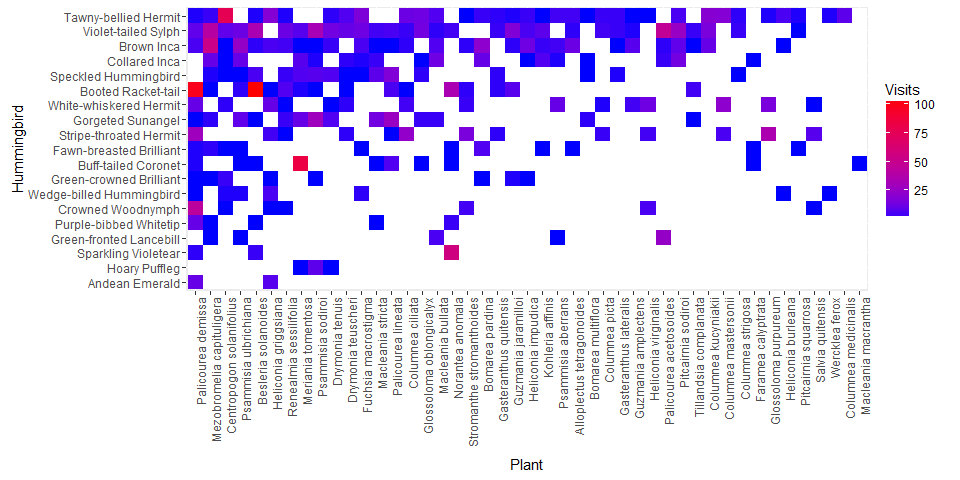 Hummingbird
Tawny-bellied Hermit
Violet-tailed Sylph
Brown Inca
Collared Inca
Speckled Hummingbird
Booted Racket-tail
White-whiskered Hermit
Gorgeted Sunangel
Stripe-throated Hermit
Fawn-breasted Brilliant
Buff-tailed Coronet
Green-crowned Brilliant
Wedge-billed Hummingbird
Crowned Woodnymph
Purple-bibbed Whitetip
Green-fronted Lancebill
Sparkling Violetear
Hoary Puffleg
Andean Emerald
Palicourea demissa
Mezobromelia capituligera
Centropogon solanifolius
Psammisia ulbrichiana
Besleria solanoides
Heliconia griggsiana
Renealmia sessilifolia
Meriania tomentosa
Psammisia sodiroi
Drymonia tenuis
Drymonia teuscheri
Fuchsia macrostigma
Macleania stricta
Palicourea lineata
Columnea ciliata
Glossoloma oblongicalyx
Macleania bullata
Norantea anomala
Stromanthe stromanthoides
Bomarea pardina
Gasteranthus quitensis
Guzmania jaramilloi
Heliconia impudica
Kohleria affinis
Psammisia aberrans
Alloplectus tetragonoides
Bomarea multiflora
Columnea picta
Gasteranthus lateralis
Guzmania amplectens
Heliconia virginalis
Palicourea acetosoides
Pitcairnia sodiroi
Tillandsia complanata
Columnea kucyniakii
Columnea mastersonii
Columnea strigosa
Faramea calyptrata
Glossoloma purpureum
Heliconia burleana
Pitcairnia squarrosa
Salvia quitensis
Wercklea ferox
Columnea medicinalis
Macleania macrantha
Plant
Visits
100
75
50
25